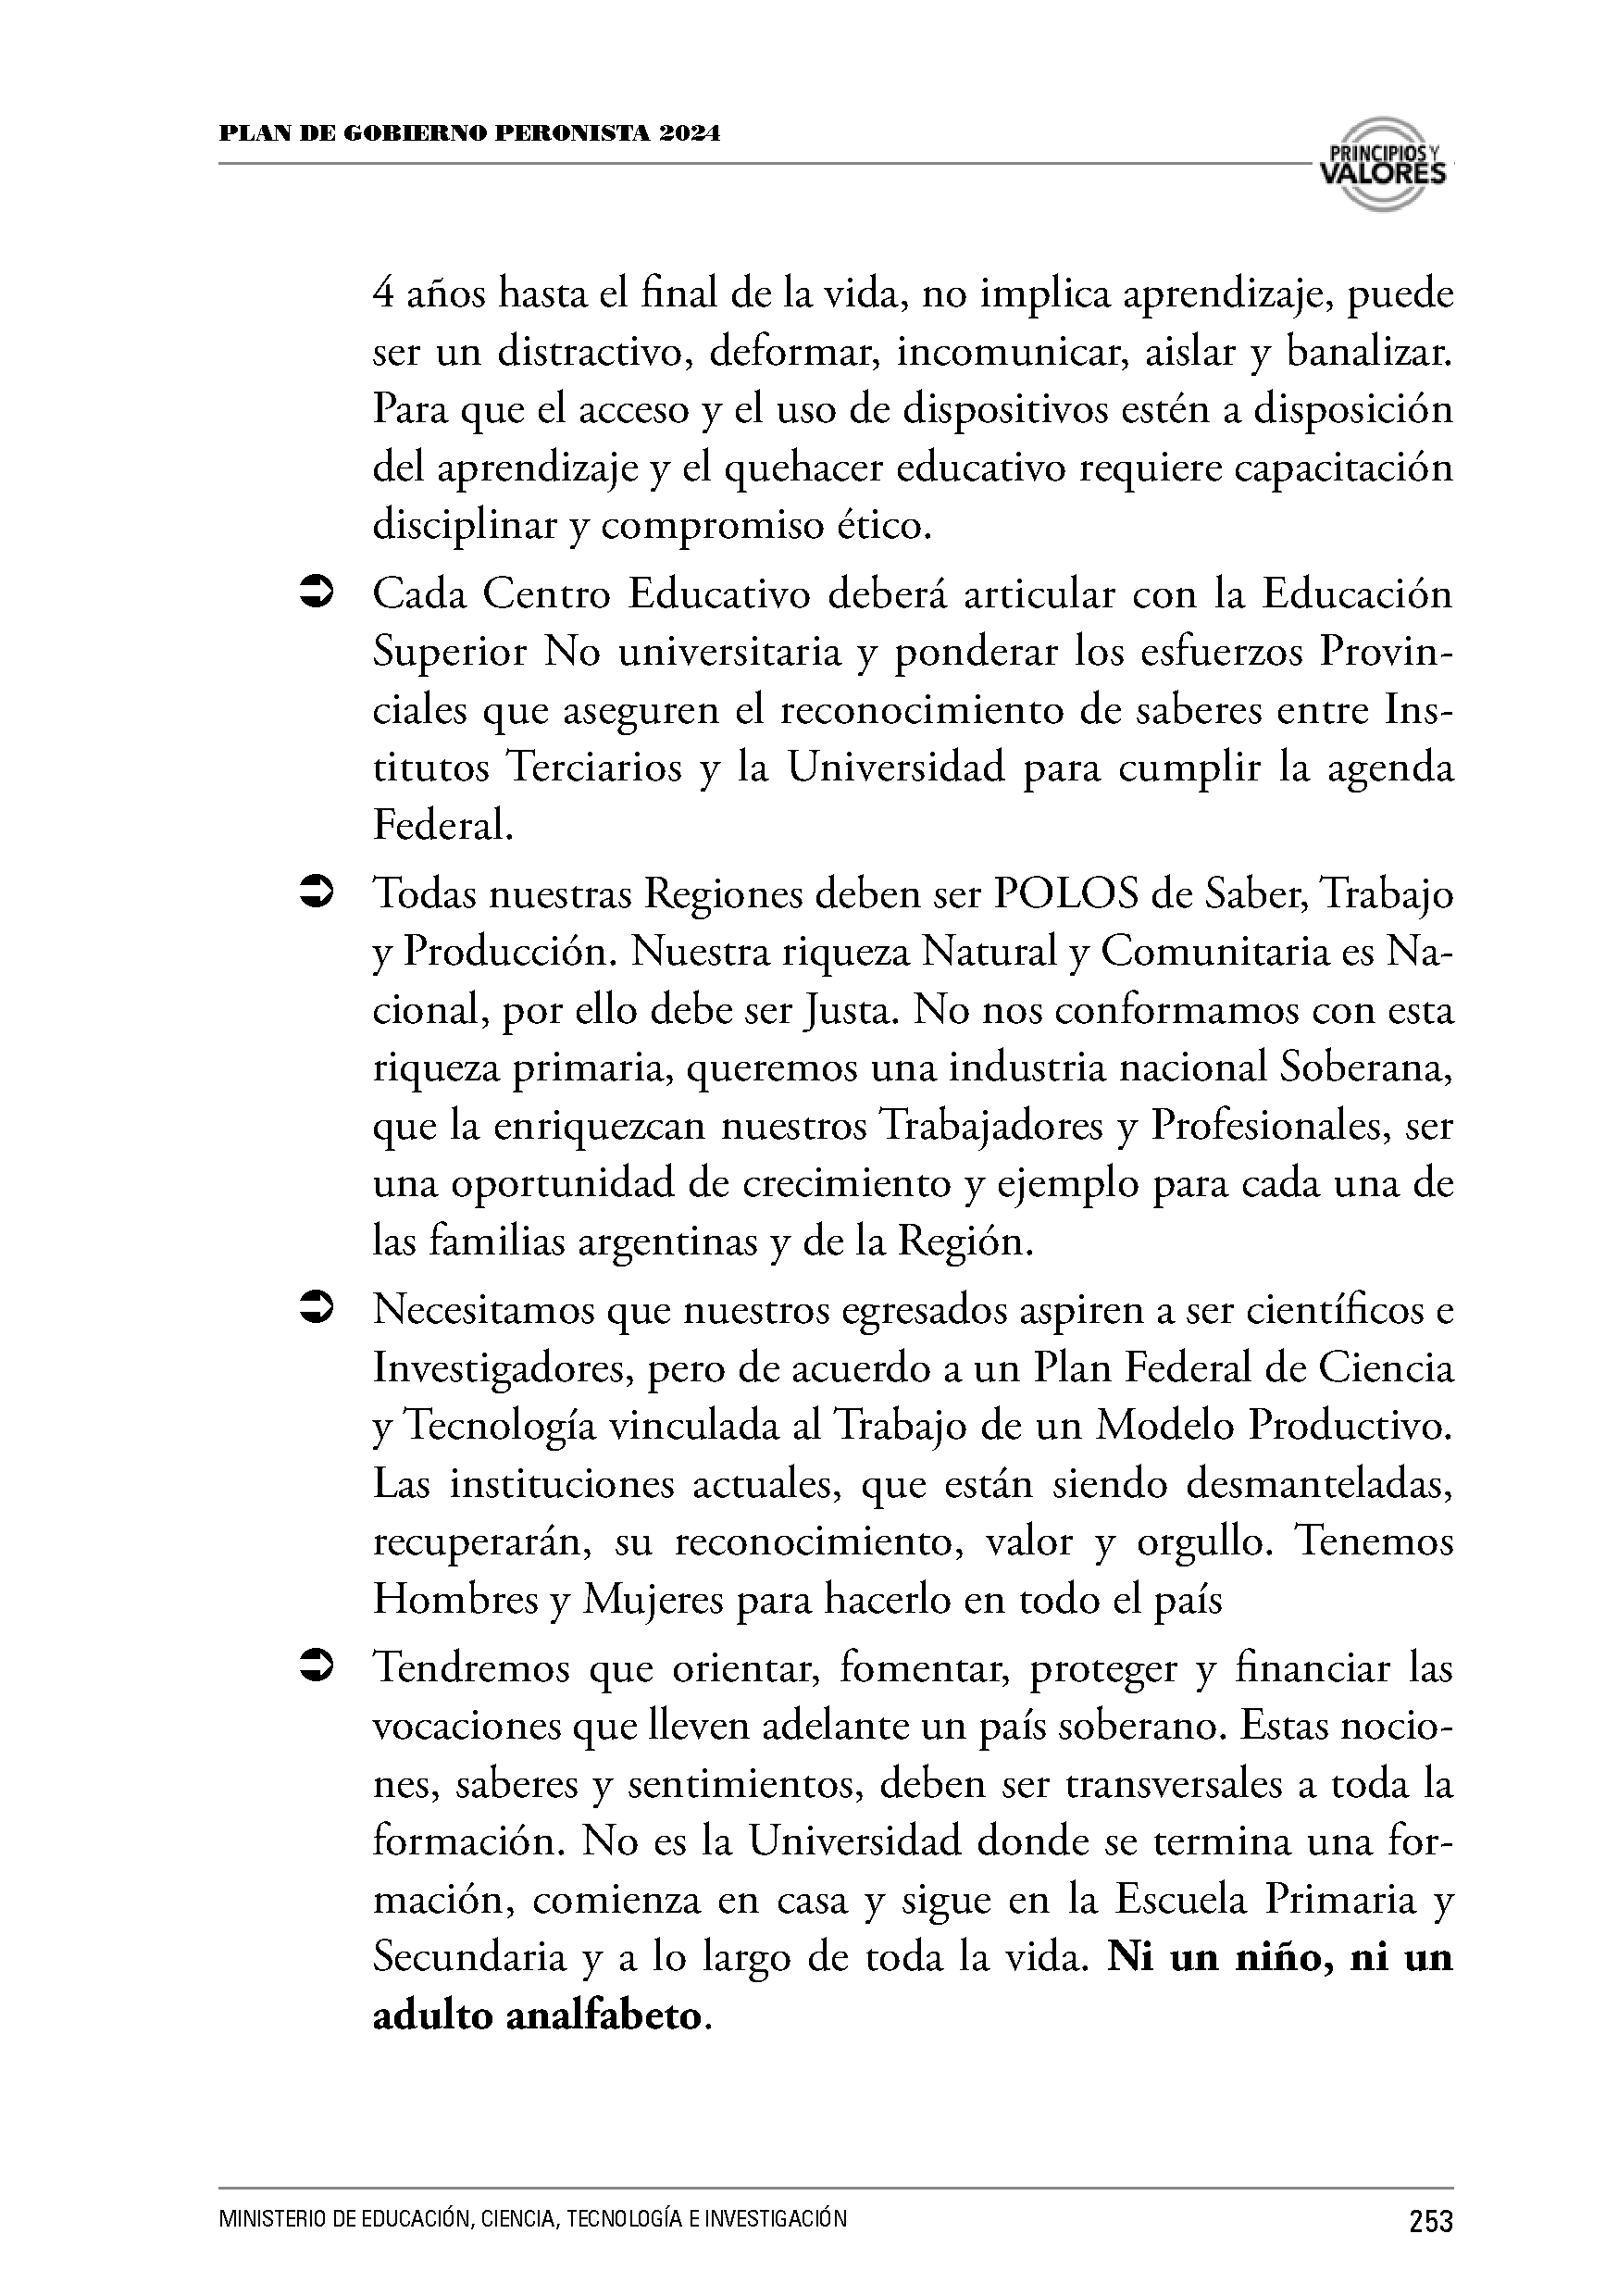 PLAN DE GOBIERNO PERONISTA 2024
PRINCIPIOS Y
VALORES
4 años hasta el final de la vida, no implica aprendizaje, puede
ser un distractivo, deformar, incomunicar, aislar y banalizar.
Para que el acceso y el uso de dispositivos estén a disposición
del aprendizaje y el quehacer educativo requiere capacitación
disciplinar y compromiso ético.
➲ Cada Centro Educativo deberá articular con la Educación
Superior No universitaria y ponderar los esfuerzos Provin-
ciales que aseguren el reconocimiento de saberes entre Ins-
titutos Terciarios y la Universidad para cumplir la agenda
Federal.
➲ Todas nuestras Regiones deben ser POLOS de Saber, Trabajo
y Producción. Nuestra riqueza Natural y Comunitaria es Na-
cional, por ello debe ser Justa. No nos conformamos con esta
riqueza primaria, queremos una industria nacional Soberana,
que la enriquezcan nuestros Trabajadores y Profesionales, ser
una oportunidad de crecimiento y ejemplo para cada una de
las familias argentinas y de la Región.
➲ Necesitamos que nuestros egresados aspiren a ser científicos e
Investigadores, pero de acuerdo a un Plan Federal de Ciencia
y Tecnología vinculada al Trabajo de un Modelo Productivo.
Las instituciones actuales, que están siendo desmanteladas,
recuperarán, su reconocimiento, valor y orgullo. Tenemos
Hombres y Mujeres para hacerlo en todo el país
➲ Tendremos que orientar, fomentar, proteger y financiar las
vocaciones que lleven adelante un país soberano. Estas nocio-
nes, saberes y sentimientos, deben ser transversales a toda la
formación. No es la Universidad donde se termina una for-
mación, comienza en casa y sigue en la Escuela Primaria y
Secundaria y a lo largo de toda la vida. Ni un niño, ni un
adulto analfabeto.
MINISTERIO DE EDUCACIÓN, CIENCIA, TECNOLOGÍA E INVESTIGACIÓN
253